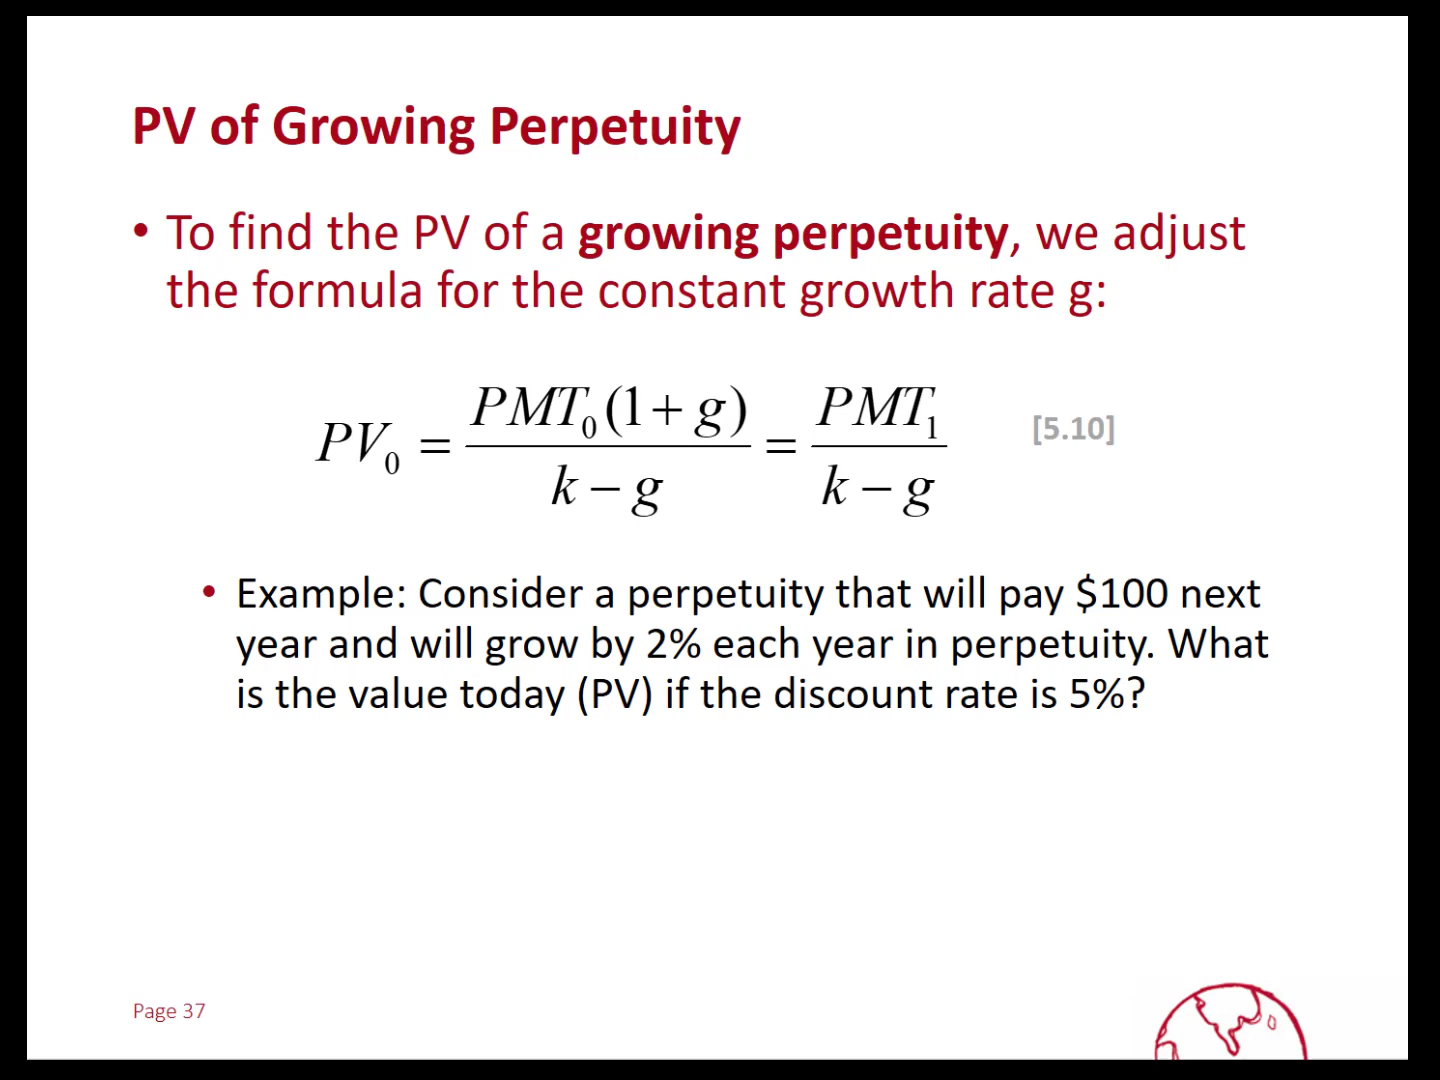 PV of Growing Perpetuity
• To find the PV of a growing perpetuity, we adjust
the formula for the constant growth rate g:
PV₀ = PMT₀(1 + g) / (k − g) = PMT₁ / (k − g) [5.10]
• Example: Consider a perpetuity that will pay $100 next
year and will grow by 2% each year in perpetuity. What
is the value today (PV) if the discount rate is 5%?
Page 37